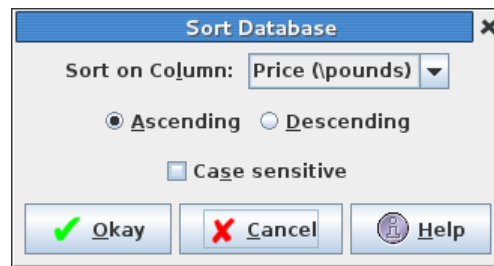 Sort Database
Sort on Column: Price (\pounds)
Ascending Descending
Case sensitive
Okay Cancel Help